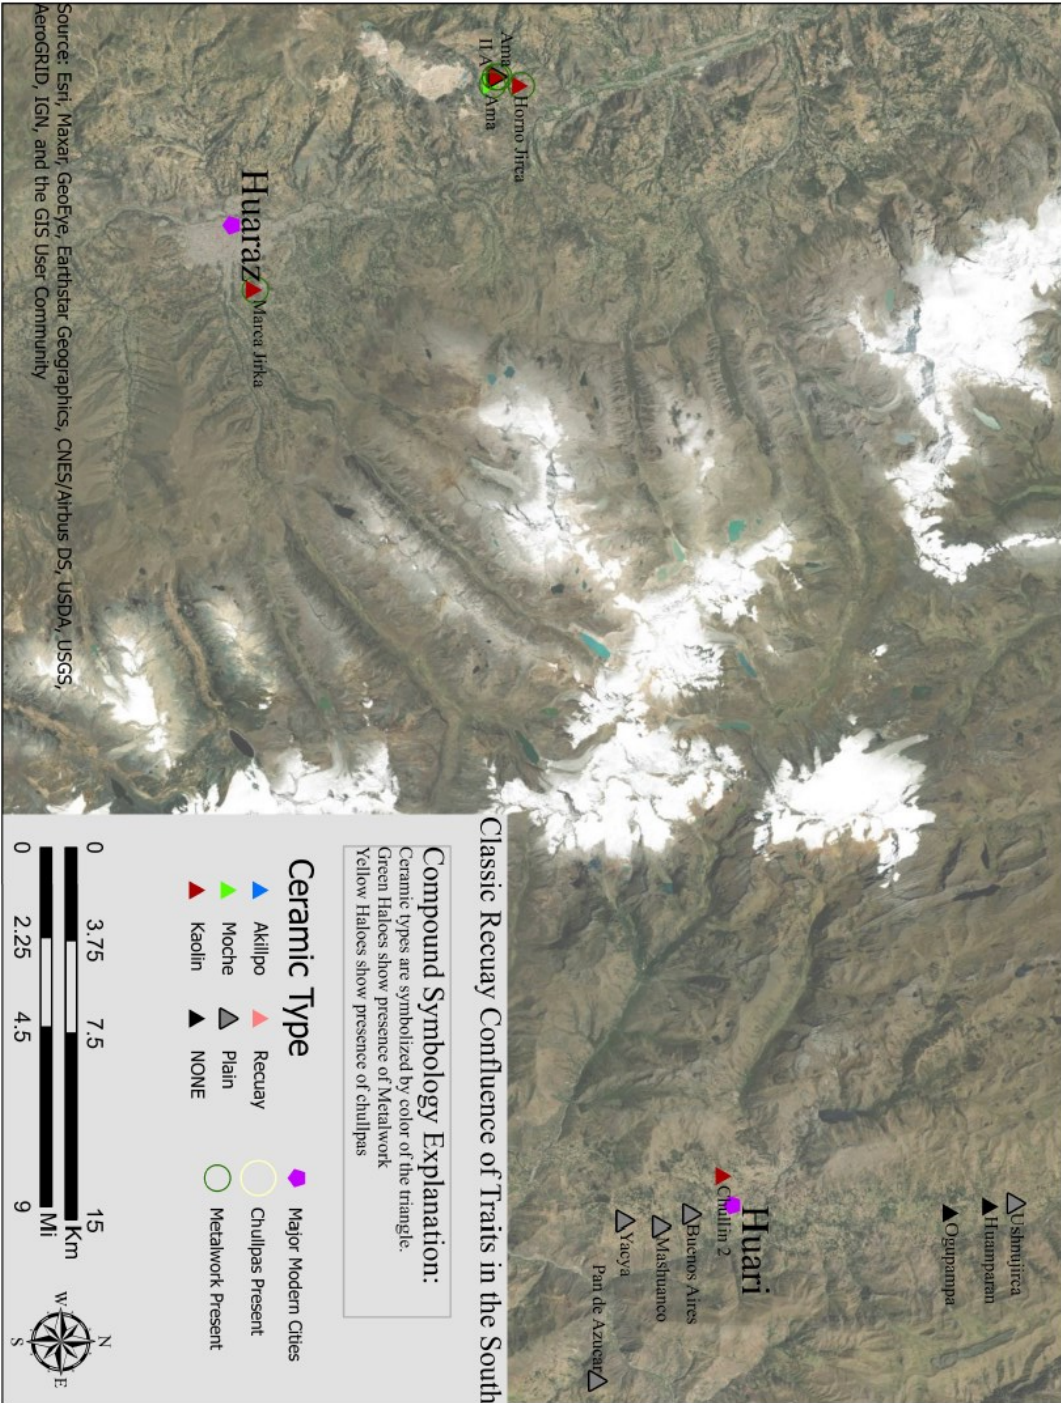 Ushnujirca
Huamparan
Ogupampa
Huari
Chullin 2
Buenos Aires
Mashuanco
Yacya
Pan de Azucar
Horno Jirca
Ama
II A
Ama
Huaraz
Marca Jirka
Classic Recuay Confluence of Traits in the South
Compound Symbology Explanation:
Ceramic types are symbolized by color of the triangle.
Green Haloes show presence of Metalwork
Yellow Haloes show presence of chullpas
Ceramic Type
Akillpo
Moche
Kaolin
Recuay
Plain
NONE
Major Modern Cities
Chullpas Present
Metalwork Present
0 3.75 7.5 15
Km
0 2.25 4.5 9
Mi
N
W
E
S
Source: Esri, Maxar, GeoEye, Earthstar Geographics, CNES/Airbus DS, USDA, USGS,
AeroGRID, IGN, and the GIS User Community